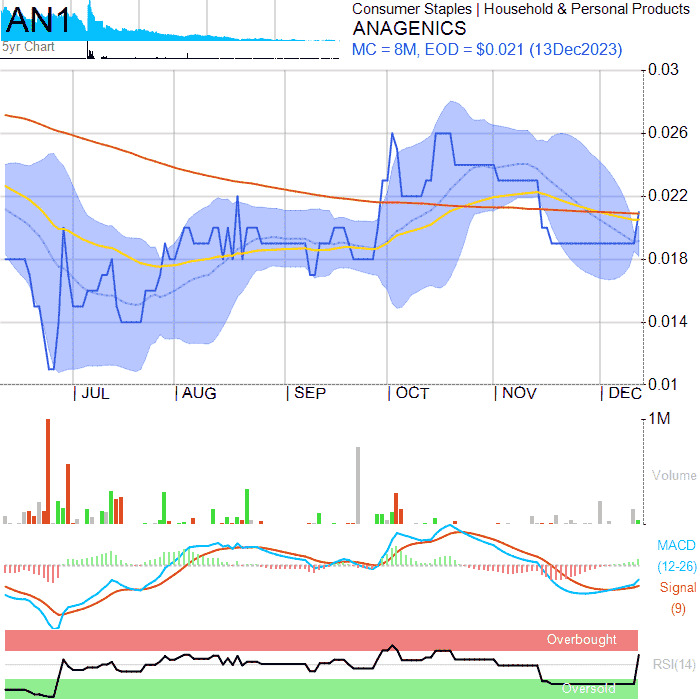 AN1
5yr Chart
Consumer Staples | Household & Personal Products
ANAGENICS
MC = 8M, EOD = $0.021 (13Dec2023)
0.03
0.026
0.022
0.018
0.014
0.01
| JUL | AUG | SEP | OCT | NOV | DEC
1M
Volume
MACD
(12-26)
Signal
(9)
Overbought
RSI(14)
Oversold